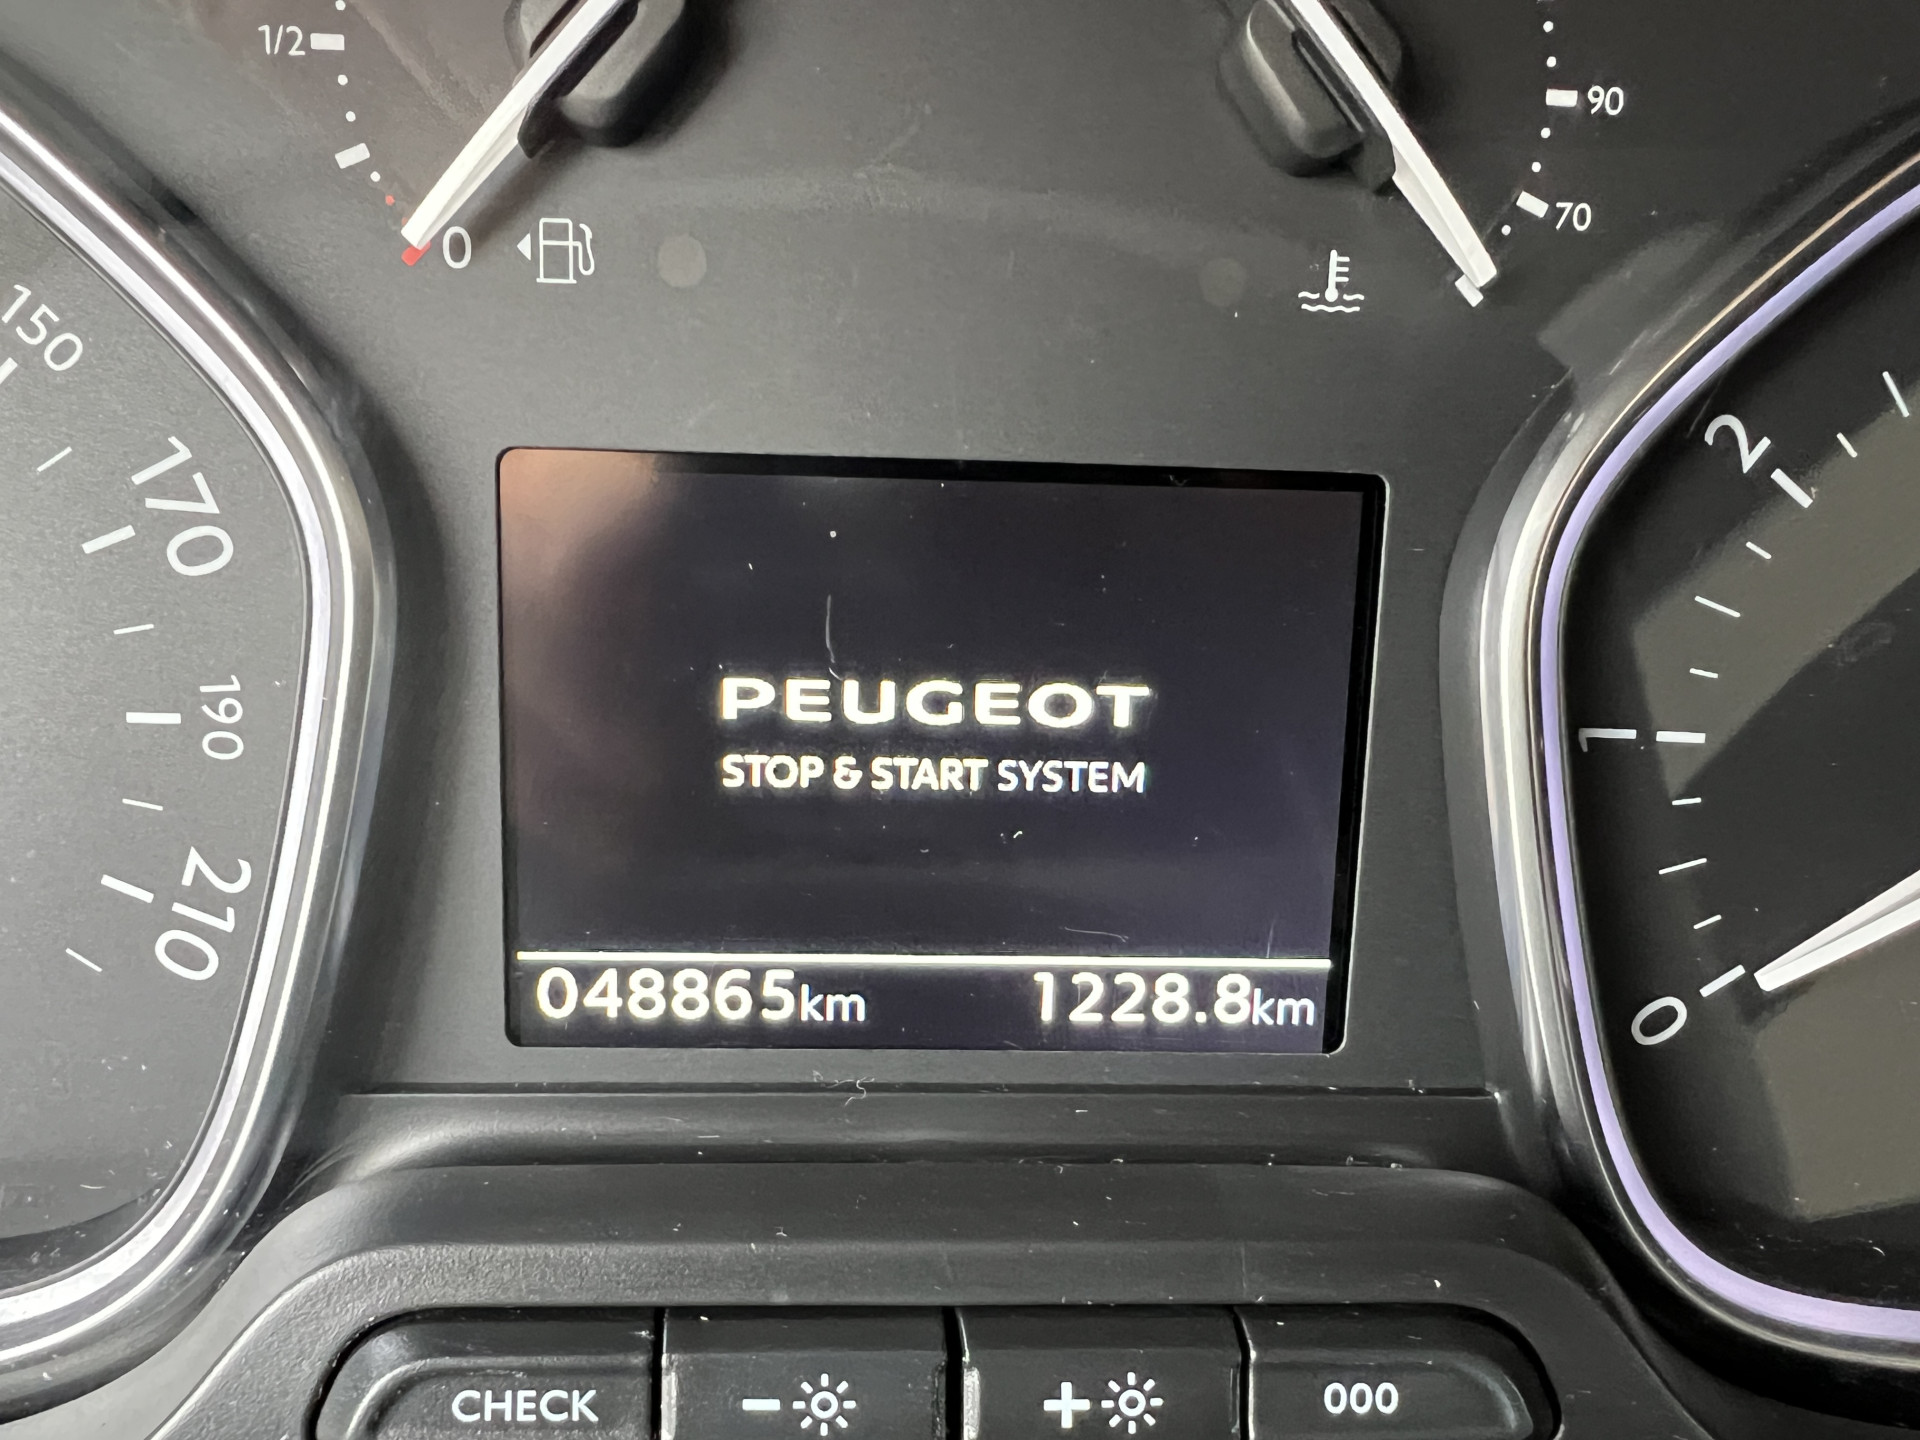 1/2
90
70
0
150
170
190
210
2
1
0
PEUGEOT
STOP & START SYSTEM
048865km 1228.8km
CHECK - + 000